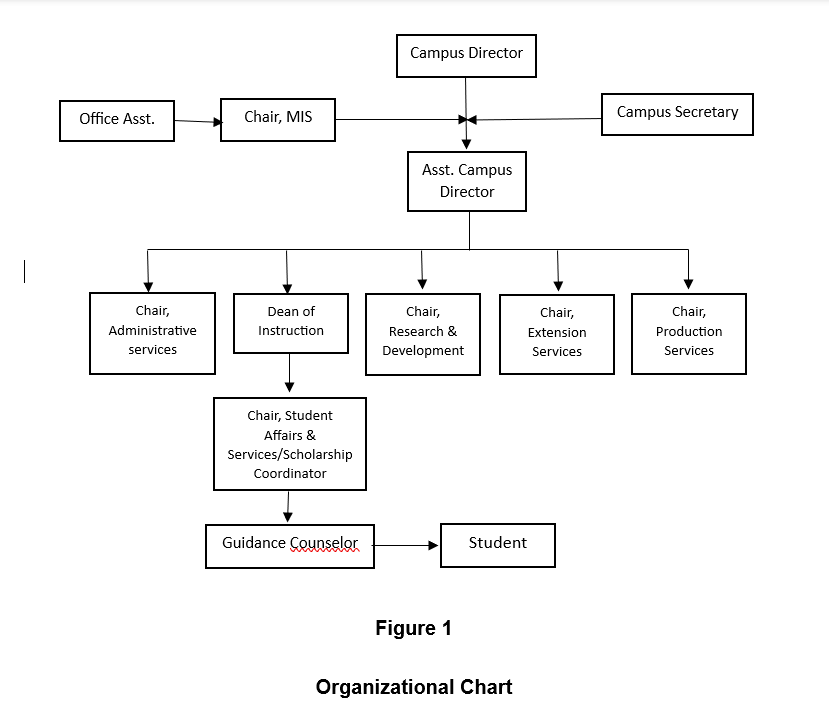 Campus Director
Office Asst.
Chair, MIS
Campus Secretary
Asst. Campus
Director
Chair,
Administrative
services
Dean of
Instruction
Chair,
Research &
Development
Chair,
Extension
Services
Chair,
Production
Services
Chair, Student
Affairs &
Services/Scholarship
Coordinator
Guidance Counselor
Student
Figure 1
Organizational Chart